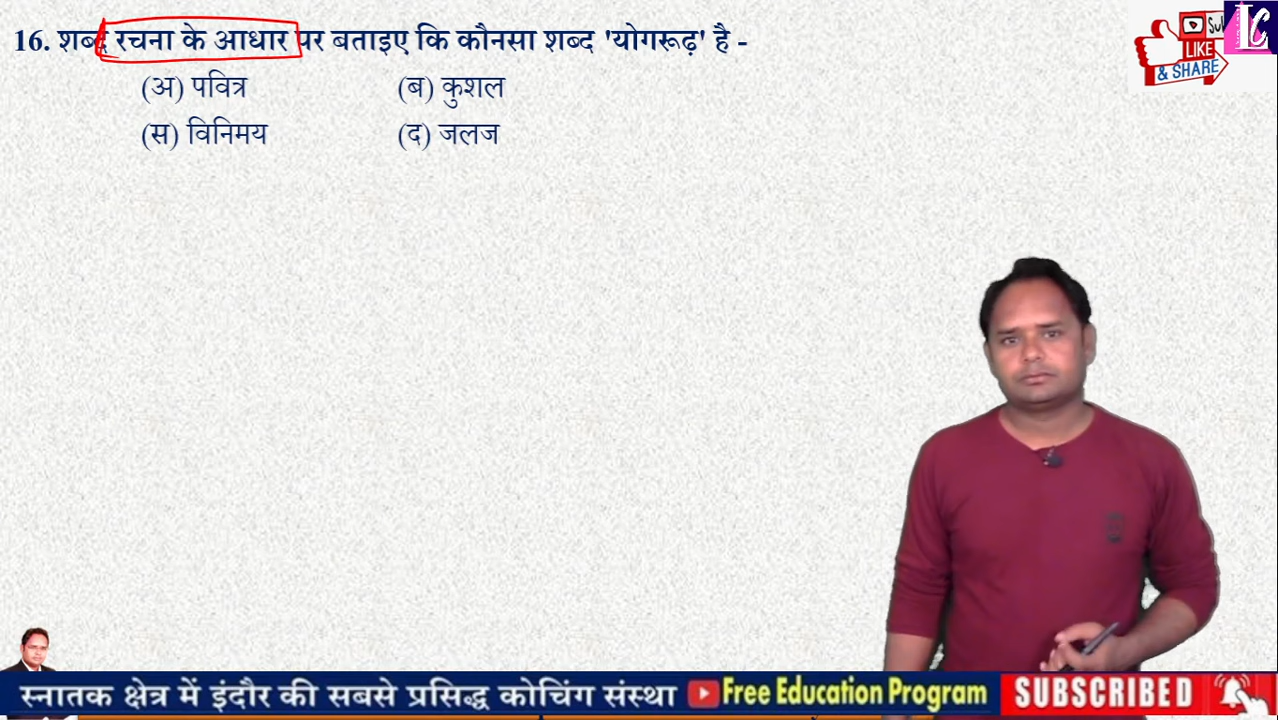 16. शब्द रचना के आधार पर बताइए कि कौनसा शब्द 'योगरूढ़' है -
(अ) पवित्र (ब) कुशल
(स) विनिमय (द) जलज
LIKE
& SHARE
LC
स्नातक क्षेत्र में इंदौर की सबसे प्रसिद्ध कोचिंग संस्था Free Education Program SUBSCRIBED